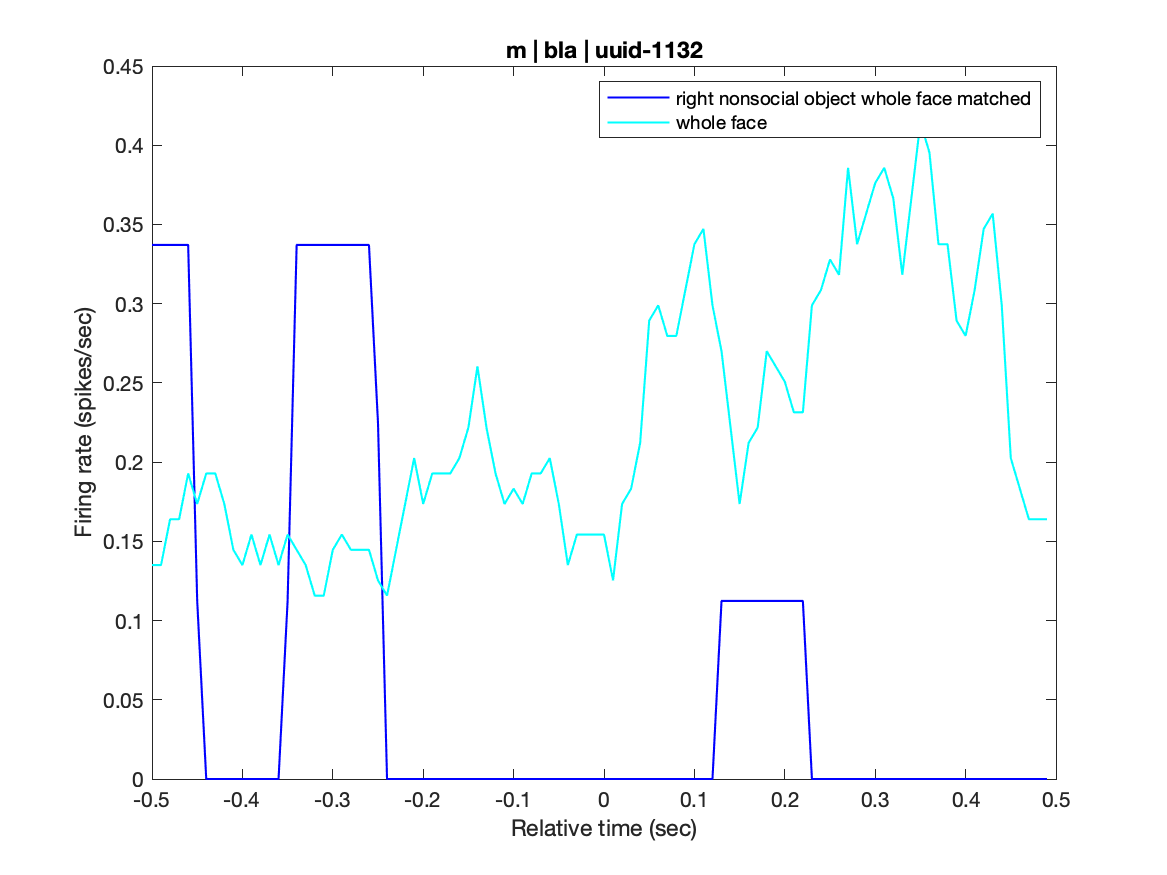 m | bla | uuid-1132
right nonsocial object whole face matched
whole face
Firing rate (spikes/sec)
0.45
0.4
0.35
0.3
0.25
0.2
0.15
0.1
0.05
0
-0.5 -0.4 -0.3 -0.2 -0.1 0 0.1 0.2 0.3 0.4 0.5
Relative time (sec)